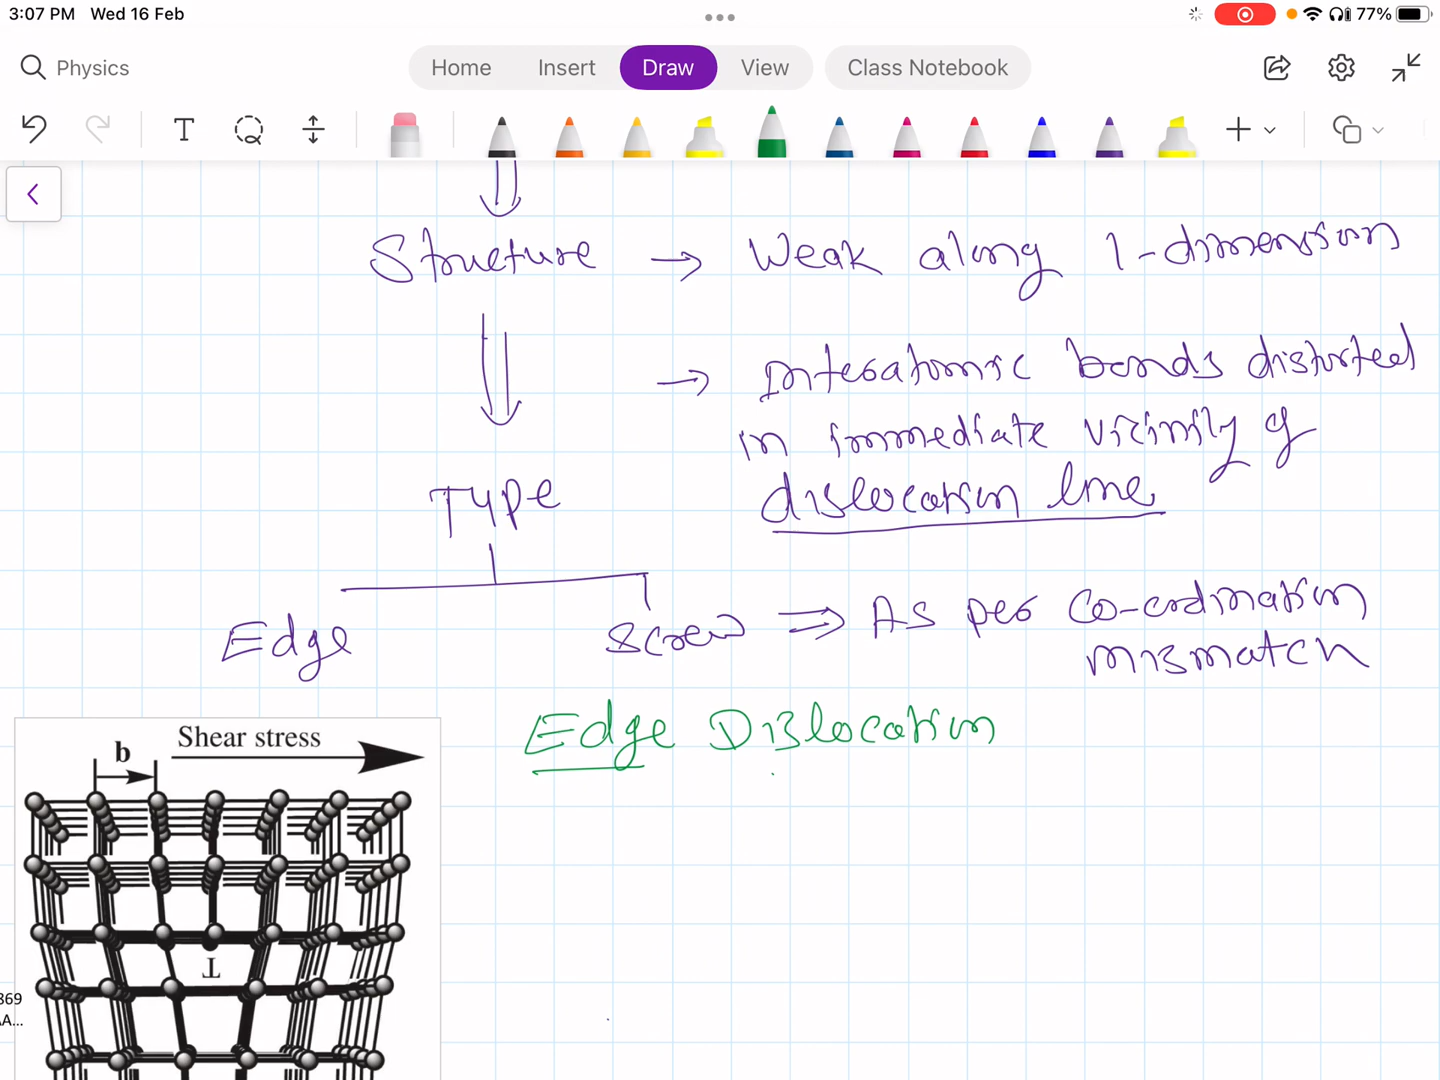 3:07 PM Wed 16 Feb
77%
Physics
Home Insert Draw View Class Notebook
T
Structure → Weak along 1-dimension
→ Interatomic bonds distorted
in immediate vicinity of
dislocation line
Type
Edge Screw ⇒ As per Co-ordination
mismatch
Edge Dislocation
Shear stress
b
⊥
869
A...